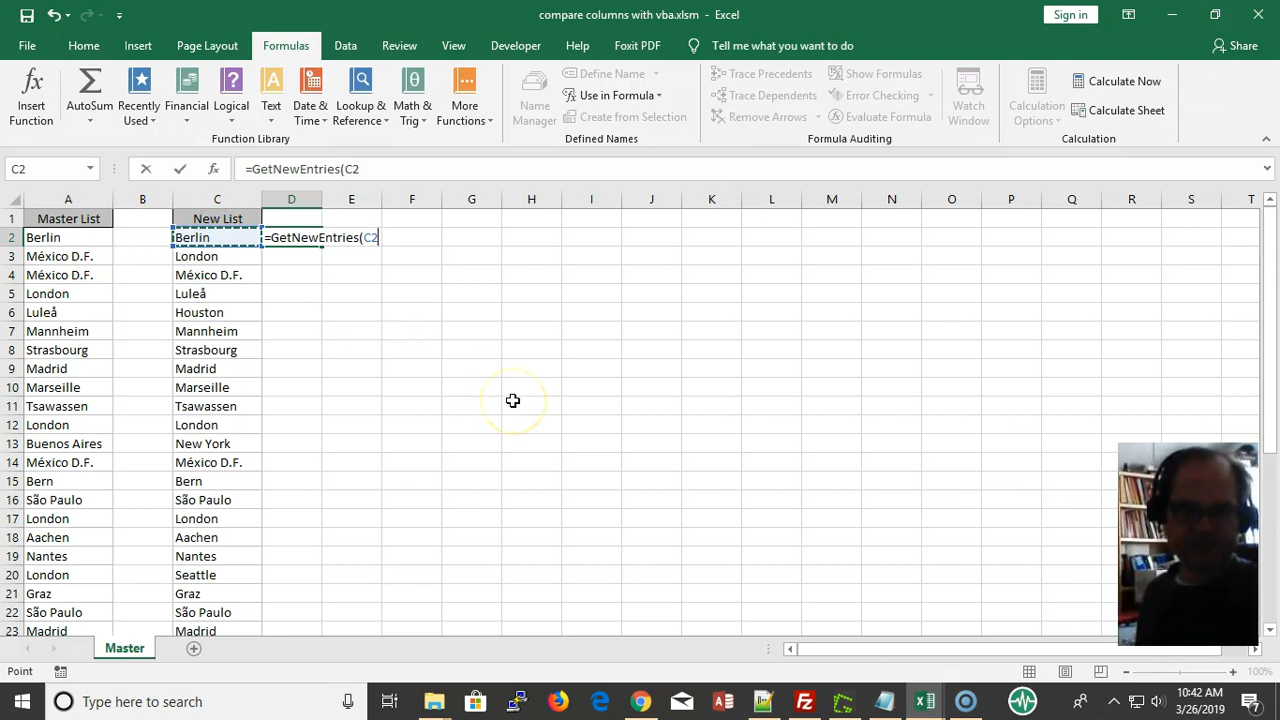 compare columns with vba.xlsm - Excel
Sign in
File Home Insert Page Layout Formulas Data Review View Developer Help Foxit PDF Tell me what you want to do Share
Insert Function
AutoSum
Recently Used
Financial
Logical
Text
Date & Time
Lookup & Reference
Math & Trig
More Functions
Function Library
Name Manager
Define Name
Use in Formula
Create from Selection
Defined Names
Trace Precedents
Trace Dependents
Remove Arrows
Show Formulas
Error Checking
Evaluate Formula
Formula Auditing
Watch Window
Calculation Options
Calculate Now
Calculate Sheet
Calculation
C2 fx =GetNewEntries(C2
A B C D E F G H I J K L M N O P Q R S T
1 Master List New List
2 Berlin Berlin =GetNewEntries(C2
3 México D.F. London
4 México D.F. México D.F.
5 London Luleå
6 Luleå Houston
7 Mannheim Mannheim
8 Strasbourg Strasbourg
9 Madrid Madrid
10 Marseille Marseille
11 Tsawassen Tsawassen
12 London London
13 Buenos Aires New York
14 México D.F. México D.F.
15 Bern Bern
16 São Paulo São Paulo
17 London London
18 Aachen Aachen
19 Nantes Nantes
20 London Seattle
21 Graz Graz
22 São Paulo São Paulo
23 Madrid Madrid
Master
Point 100%
Type here to search
10:42 AM
3/26/2019
7